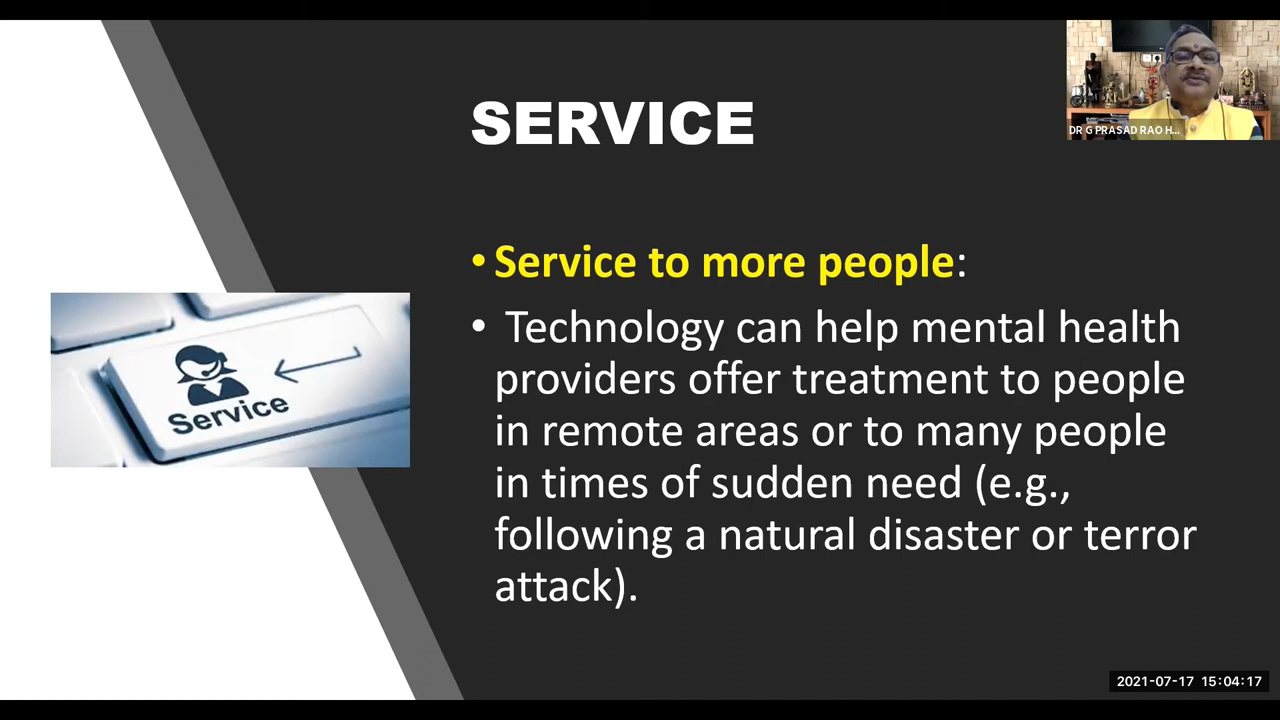 SERVICE
DR G PRASAD RAO H...
• Service to more people:
• Technology can help mental health
providers offer treatment to people
in remote areas or to many people
in times of sudden need (e.g.,
following a natural disaster or terror
attack).
Service
2021-07-17 15:04:17